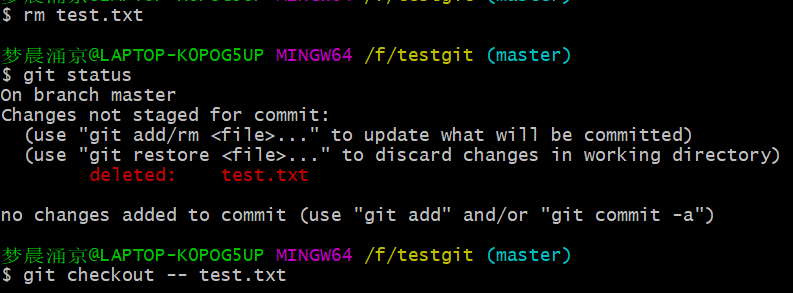 $ rm test.txt
梦晨涌京@LAPTOP-K0POG5UP MINGW64 /f/testgit (master)
$ git status
On branch master
Changes not staged for commit:
  (use "git add/rm <file>..." to update what will be committed)
  (use "git restore <file>..." to discard changes in working directory)
        deleted:    test.txt
no changes added to commit (use "git add" and/or "git commit -a")
梦晨涌京@LAPTOP-K0POG5UP MINGW64 /f/testgit (master)
$ git checkout -- test.txt